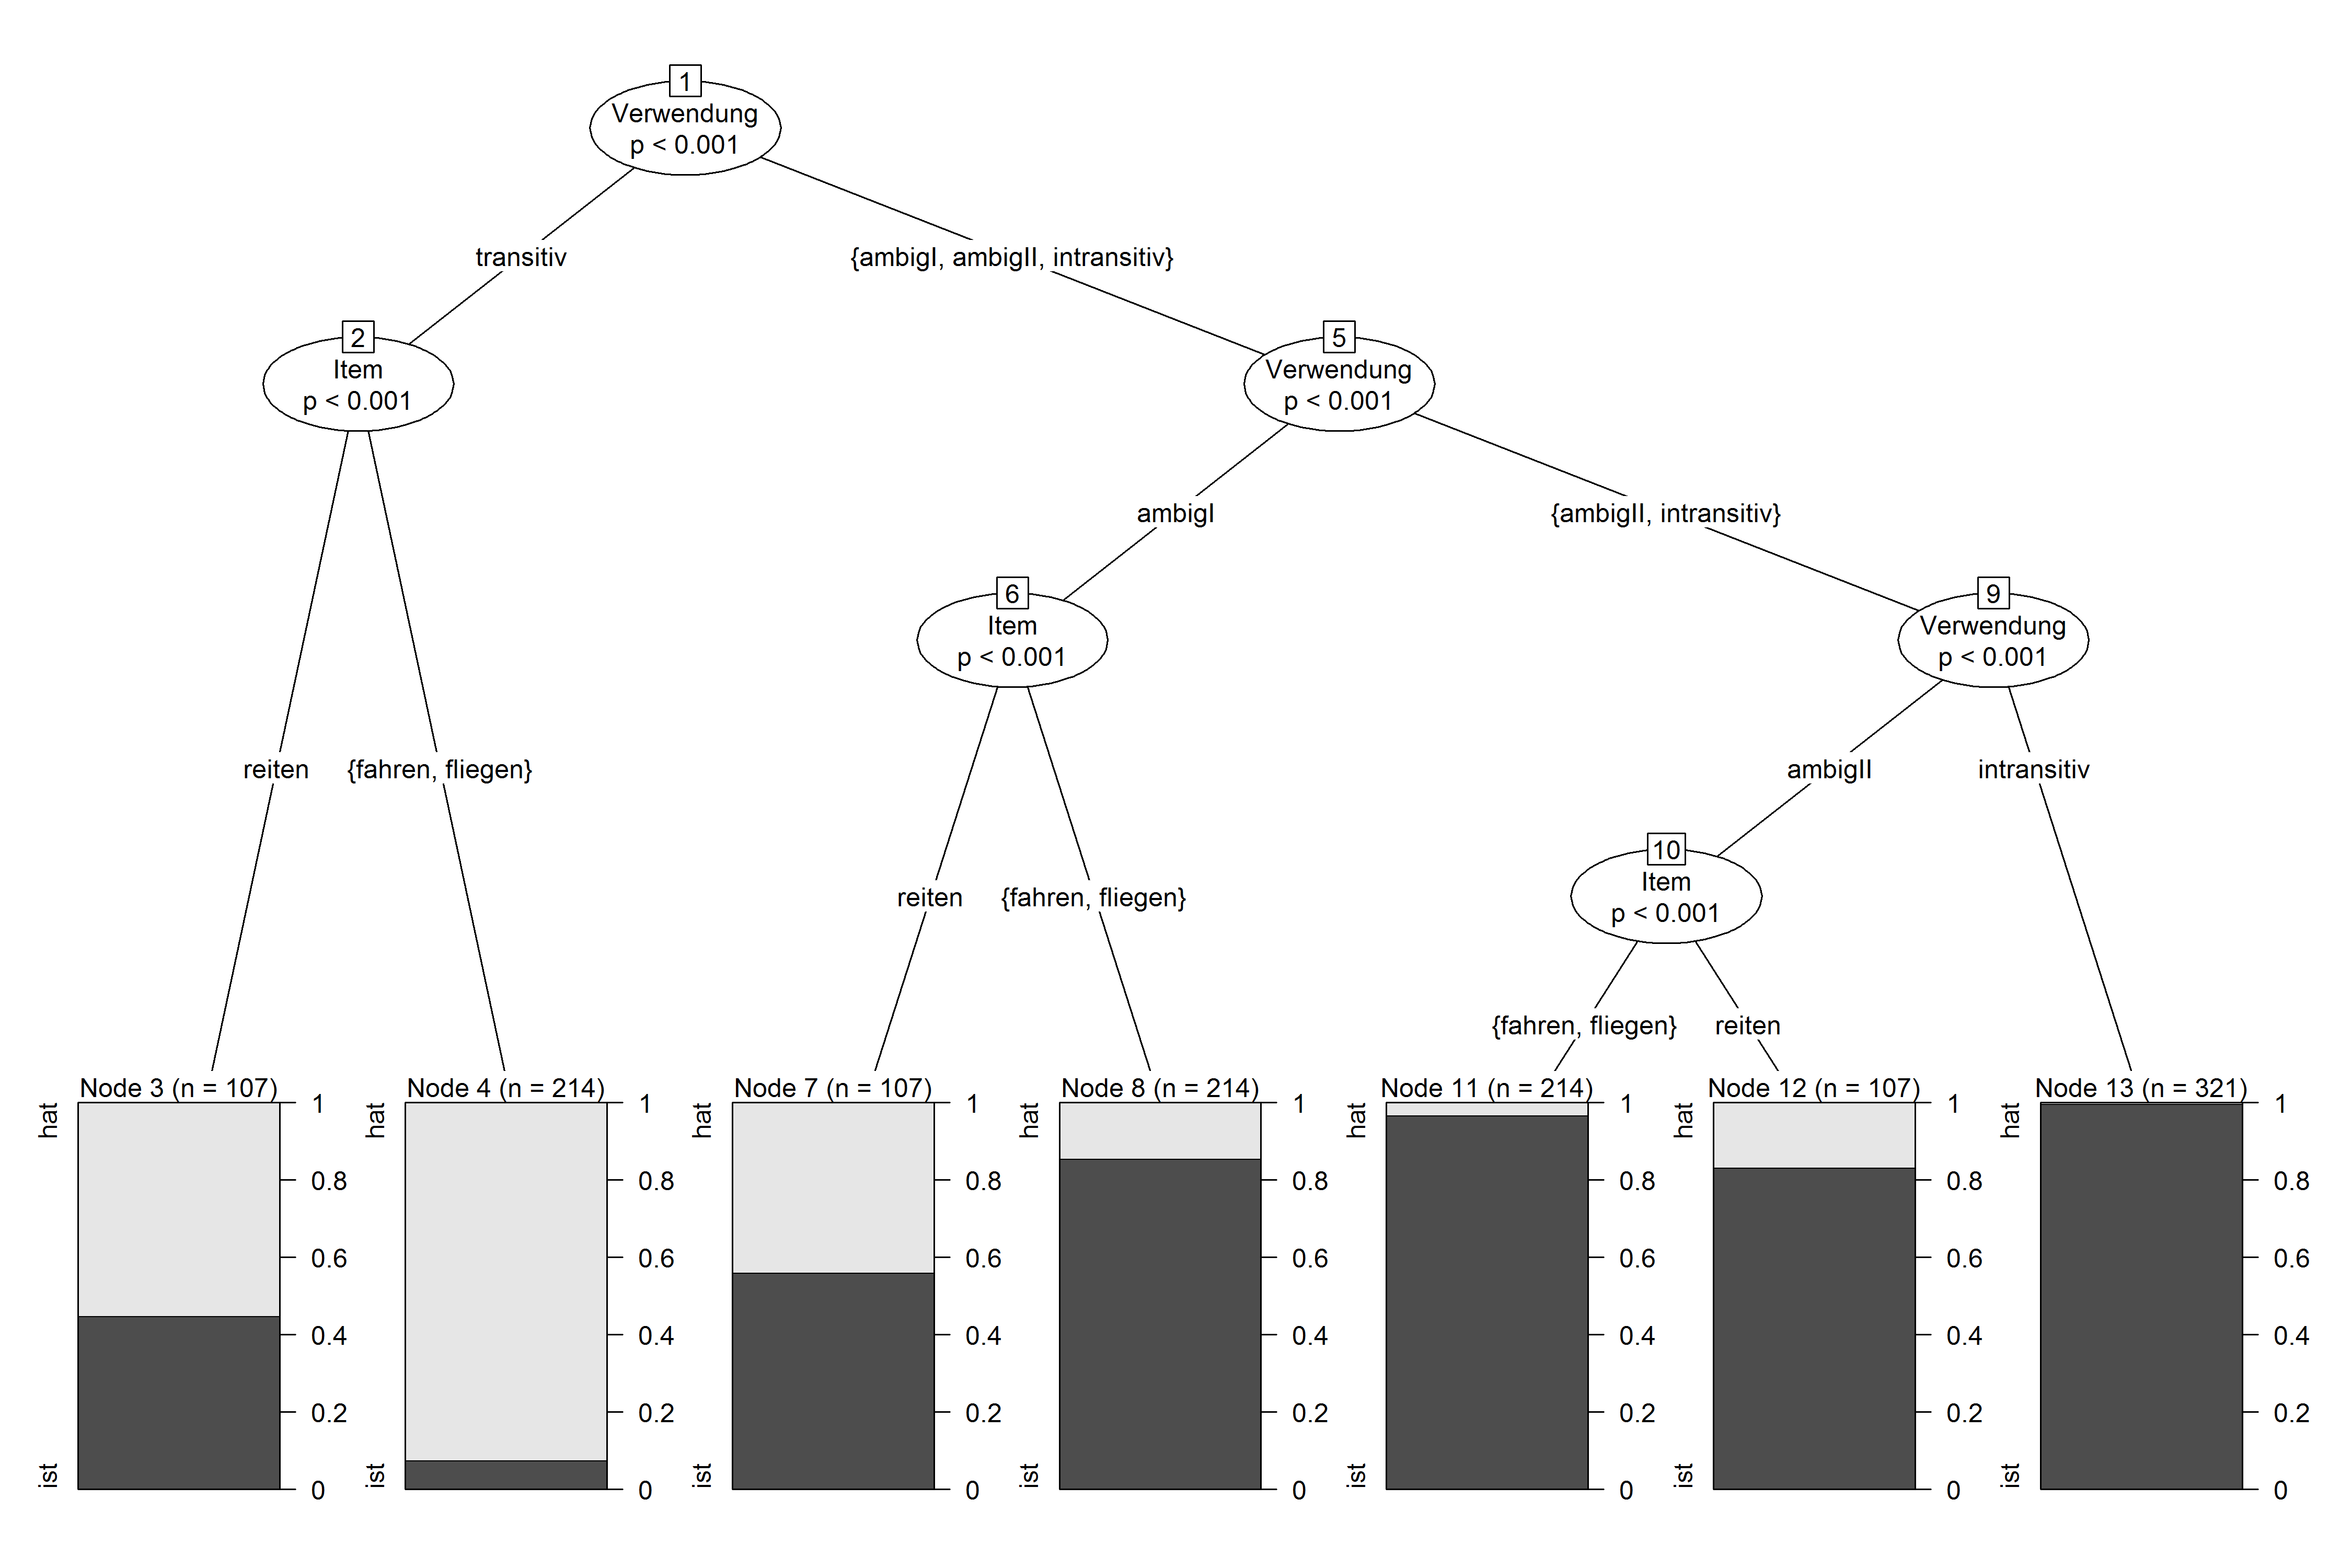 1
Verwendung
p < 0.001
transitiv
{ambigI, ambigII, intransitiv}
2
Item
p < 0.001
5
Verwendung
p < 0.001
ambigI
{ambigII, intransitiv}
6
Item
p < 0.001
9
Verwendung
p < 0.001
reiten
{fahren, fliegen}
ambigII
intransitiv
reiten
{fahren, fliegen}
10
Item
p < 0.001
{fahren, fliegen}
reiten
Node 3 (n = 107)
hat
ist
1
0.8
0.6
0.4
0.2
0
Node 4 (n = 214)
hat
ist
1
0.8
0.6
0.4
0.2
0
Node 7 (n = 107)
hat
ist
1
0.8
0.6
0.4
0.2
0
Node 8 (n = 214)
hat
ist
1
0.8
0.6
0.4
0.2
0
Node 11 (n = 214)
hat
ist
1
0.8
0.6
0.4
0.2
0
Node 12 (n = 107)
hat
ist
1
0.8
0.6
0.4
0.2
0
Node 13 (n = 321)
hat
ist
1
0.8
0.6
0.4
0.2
0